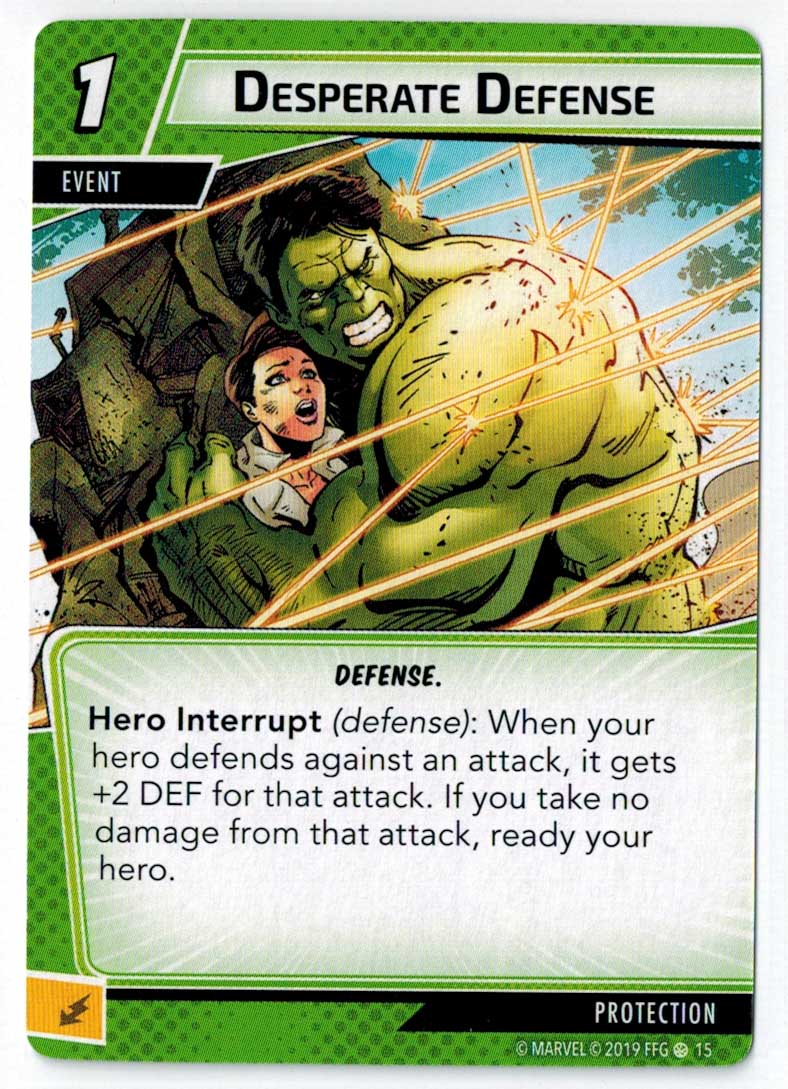 1
DESPERATE DEFENSE
EVENT
DEFENSE.
Hero Interrupt (defense): When your
hero defends against an attack, it gets
+2 DEF for that attack. If you take no
damage from that attack, ready your
hero.
PROTECTION
© MARVEL © 2019 FFG 15